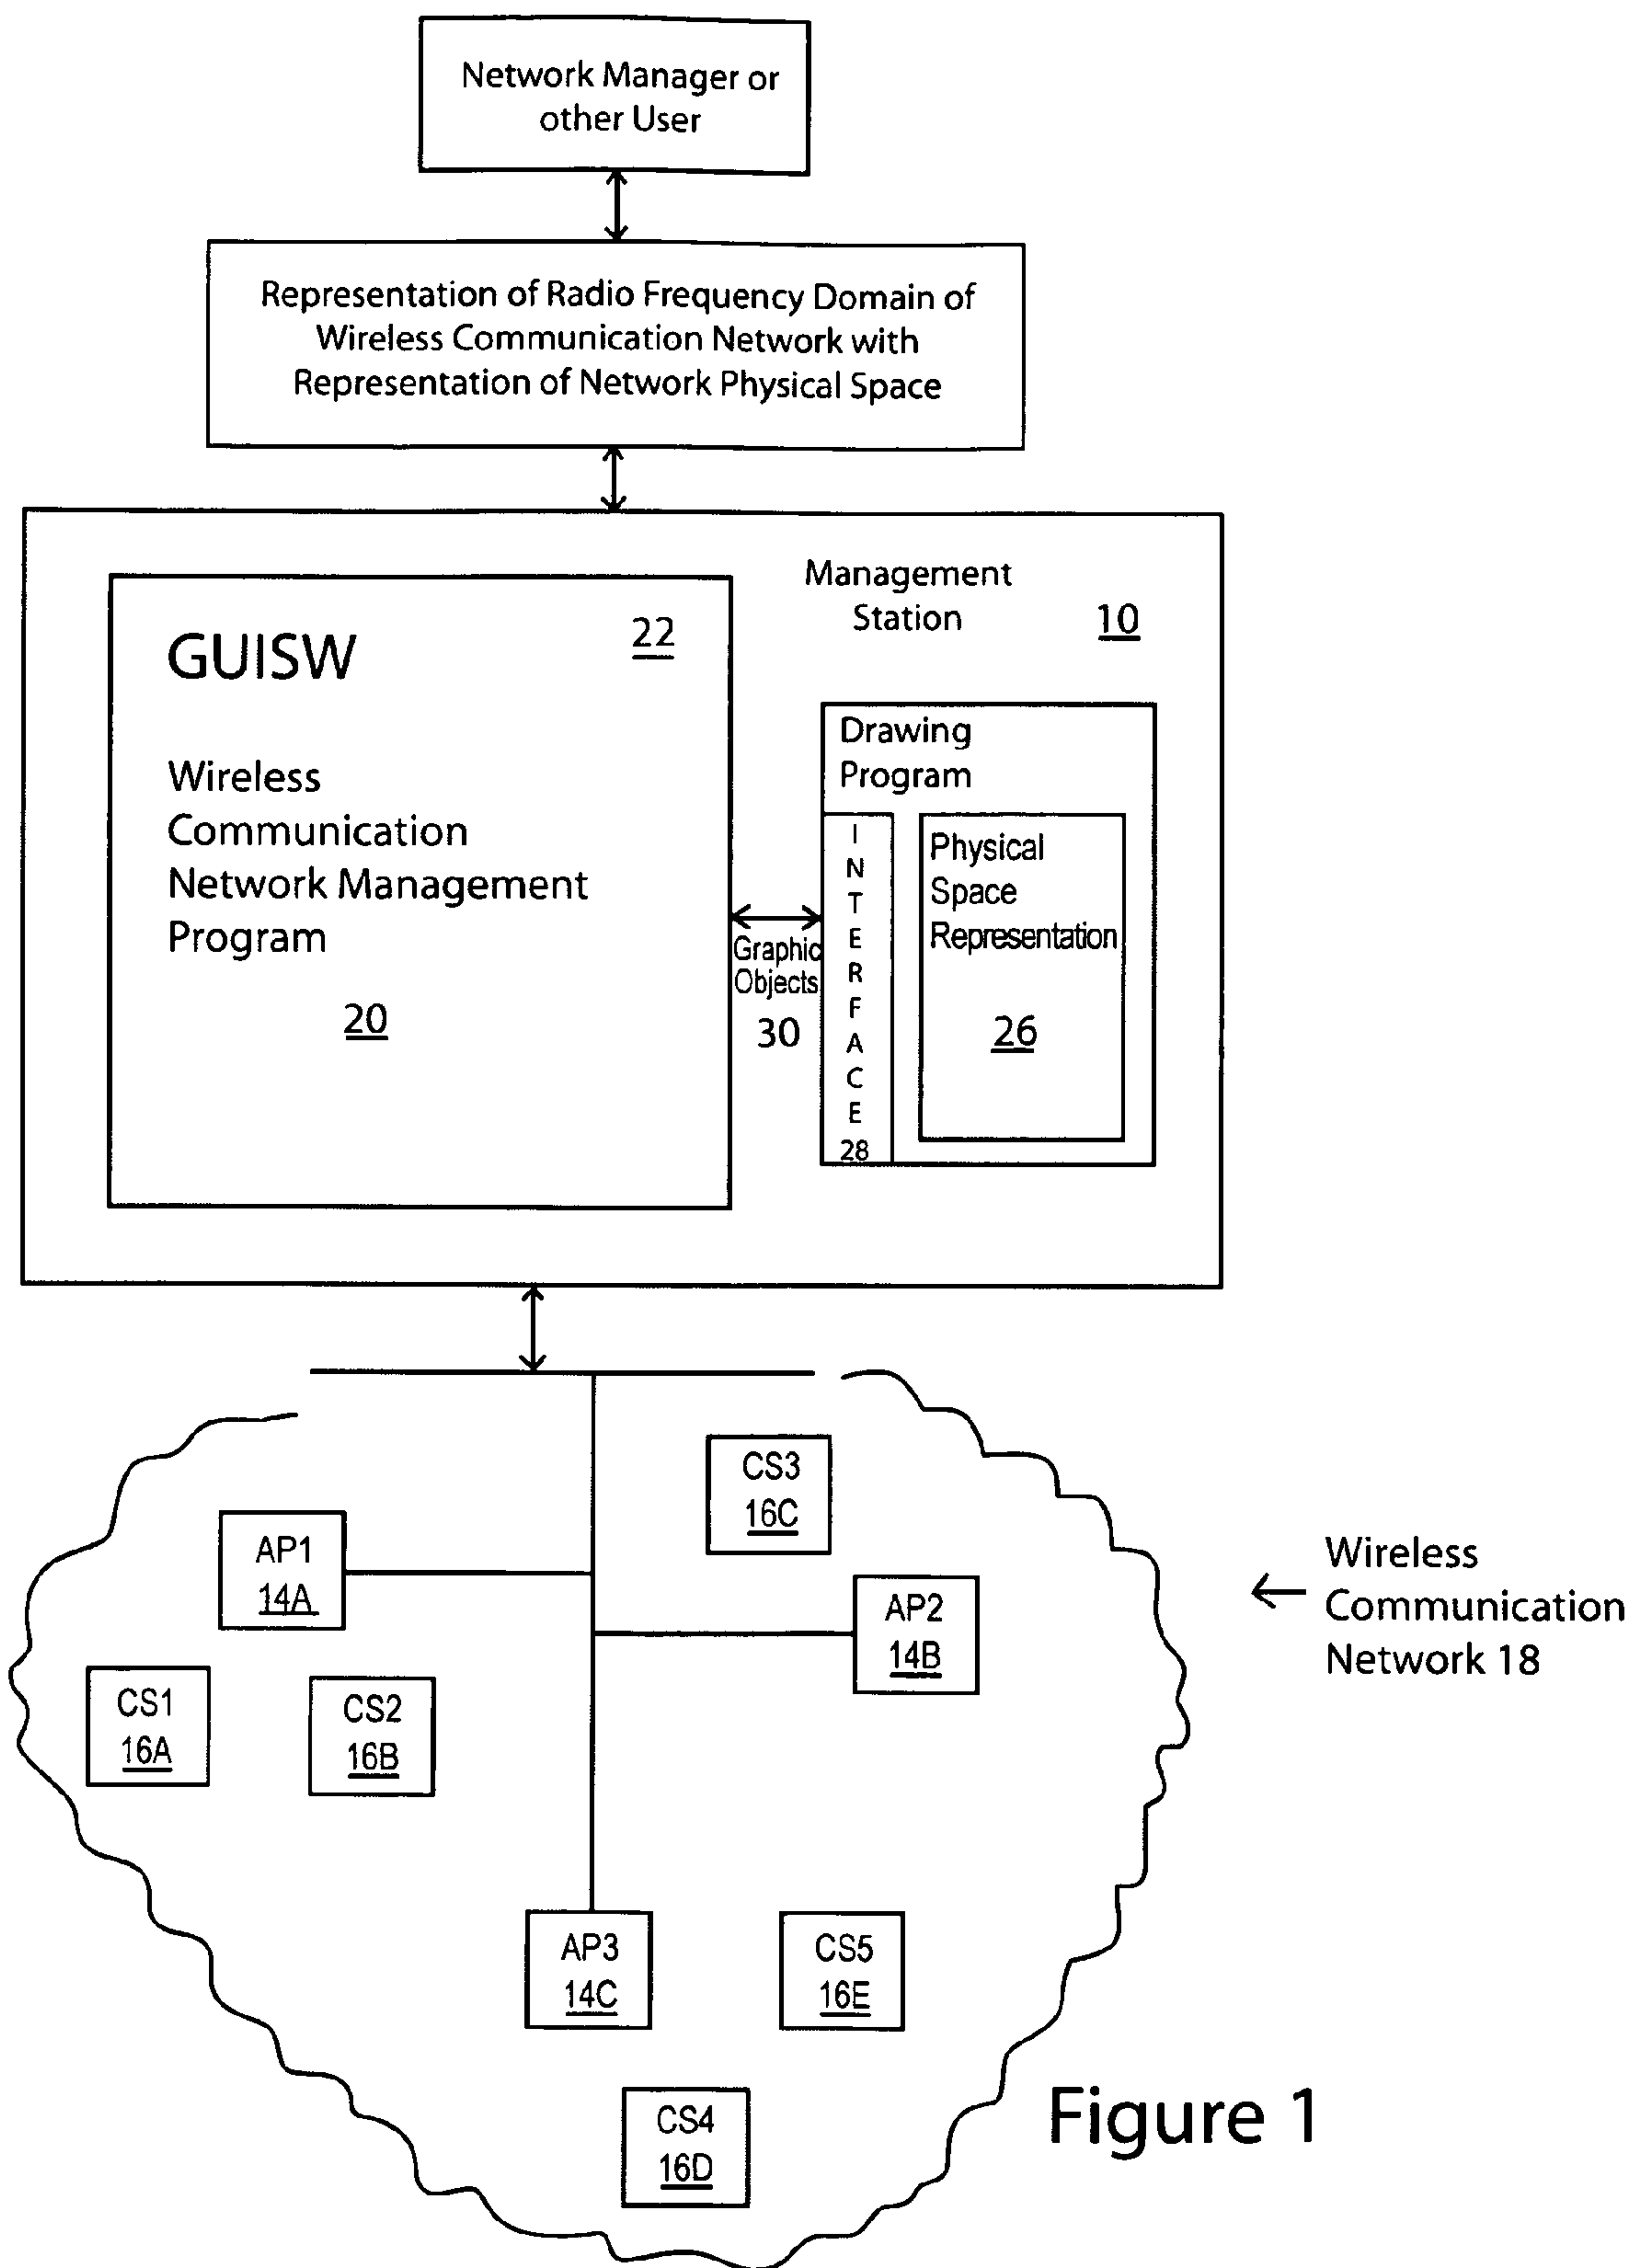 Network Manager or
other User
Representation of Radio Frequency Domain of
Wireless Communication Network with
Representation of Network Physical Space
Management
Station
10
GUISW
22
Wireless
Communication
Network Management
Program
20
Graphic
Objects
30
Drawing
Program
INTERFACE
28
Physical
Space
Representation
26
CS3
16C
AP1
14A
AP2
14B
Wireless
Communication
Network 18
CS1
16A
CS2
16B
AP3
14C
CS5
16E
CS4
16D
Figure 1